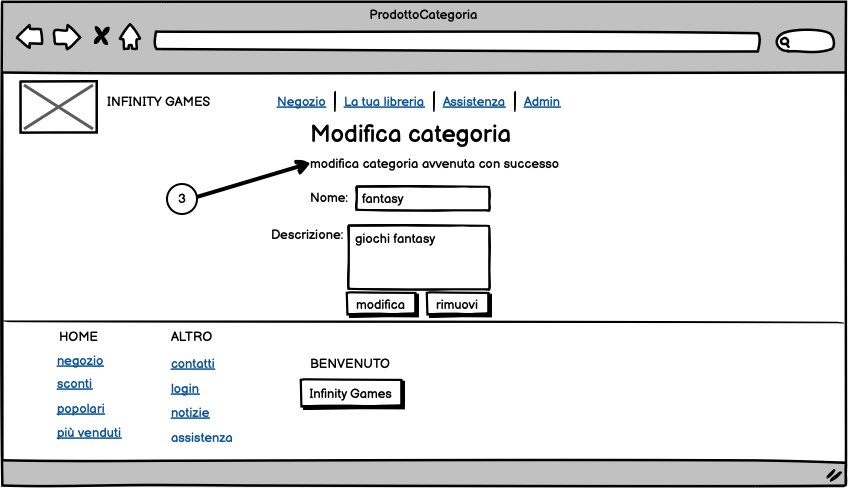 ProdottoCategoria
INFINITY GAMES
Negozio La tua libreria Assistenza Admin
Modifica categoria
modifica categoria avvenuta con successo
3
Nome: fantasy
Descrizione: giochi fantasy
modifica rimuovi
HOME
negozio
sconti
popolari
più venduti
ALTRO
contatti
login
notizie
assistenza
BENVENUTO
Infinity Games